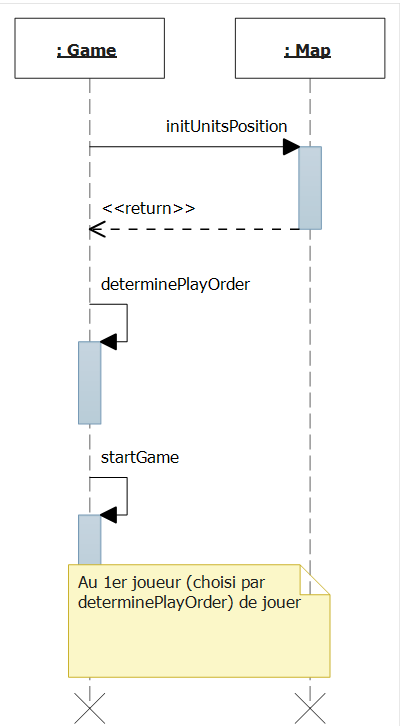 : Game
: Map
initUnitsPosition
<<return>>
determinePlayOrder
startGame
Au 1er joueur (choisi par
determinePlayOrder) de jouer